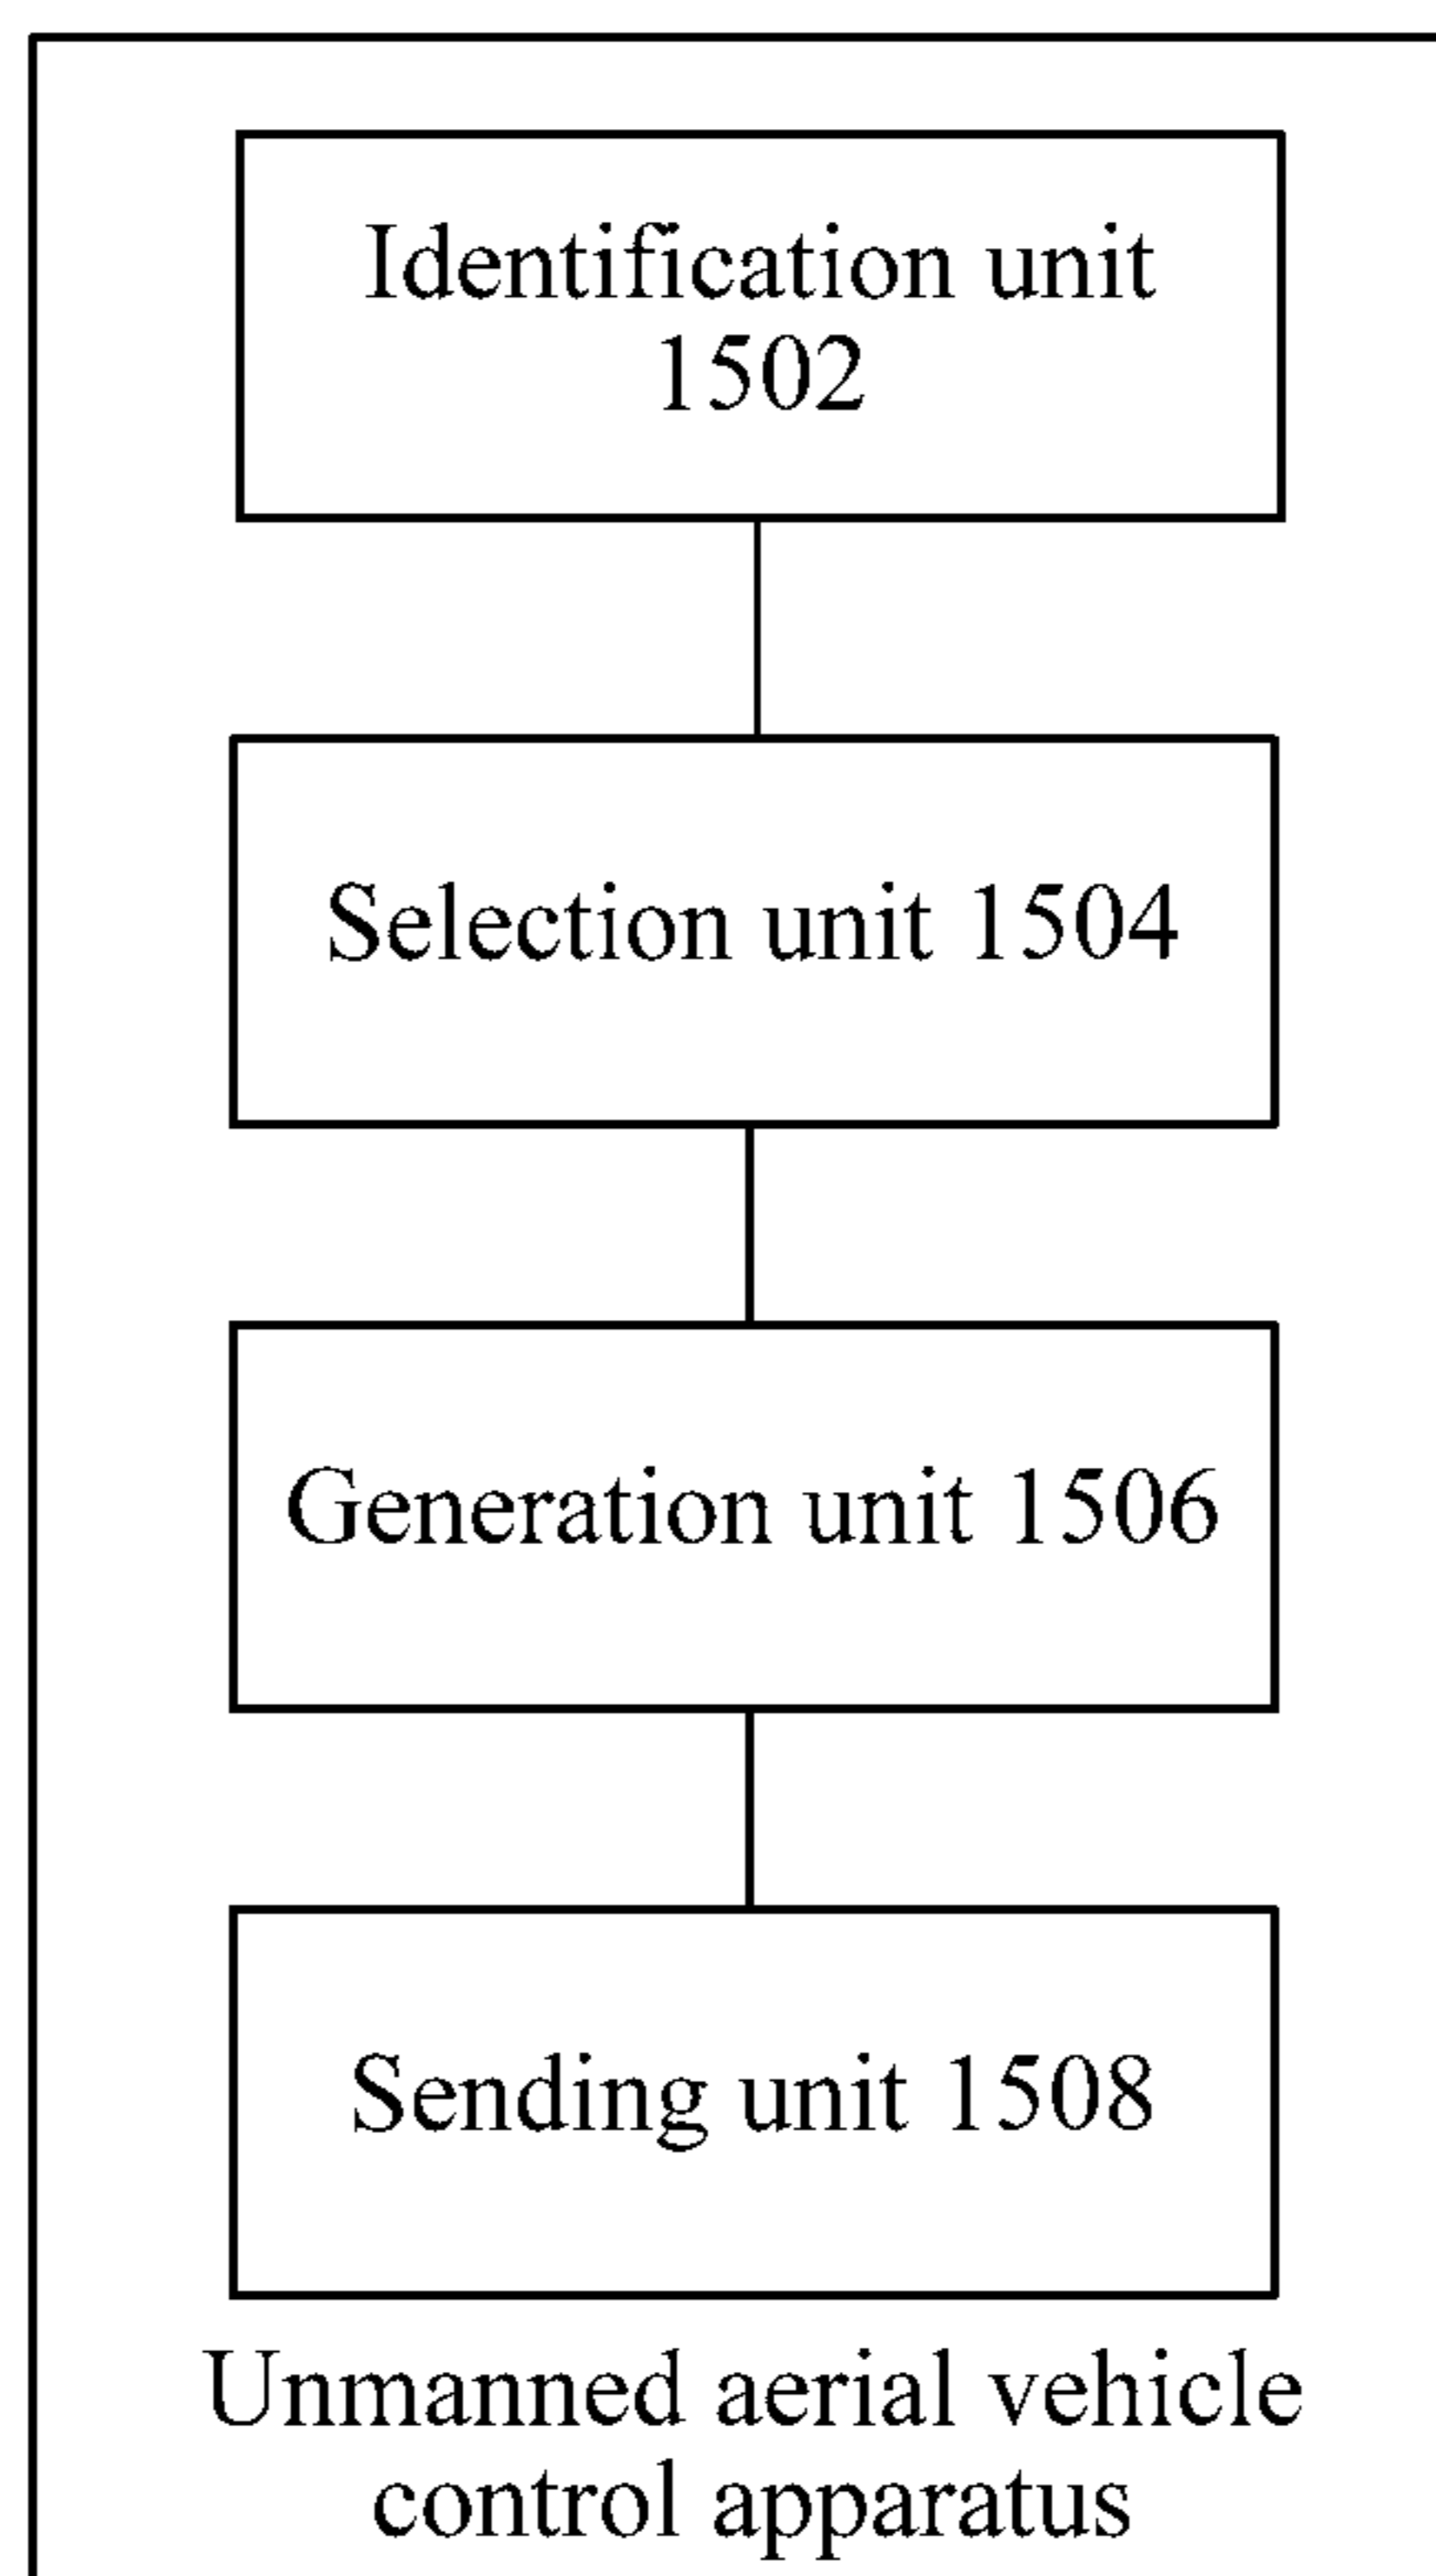 Identification unit
1502
Selection unit 1504
Generation unit 1506
Sending unit 1508
Unmanned aerial vehicle
control apparatus